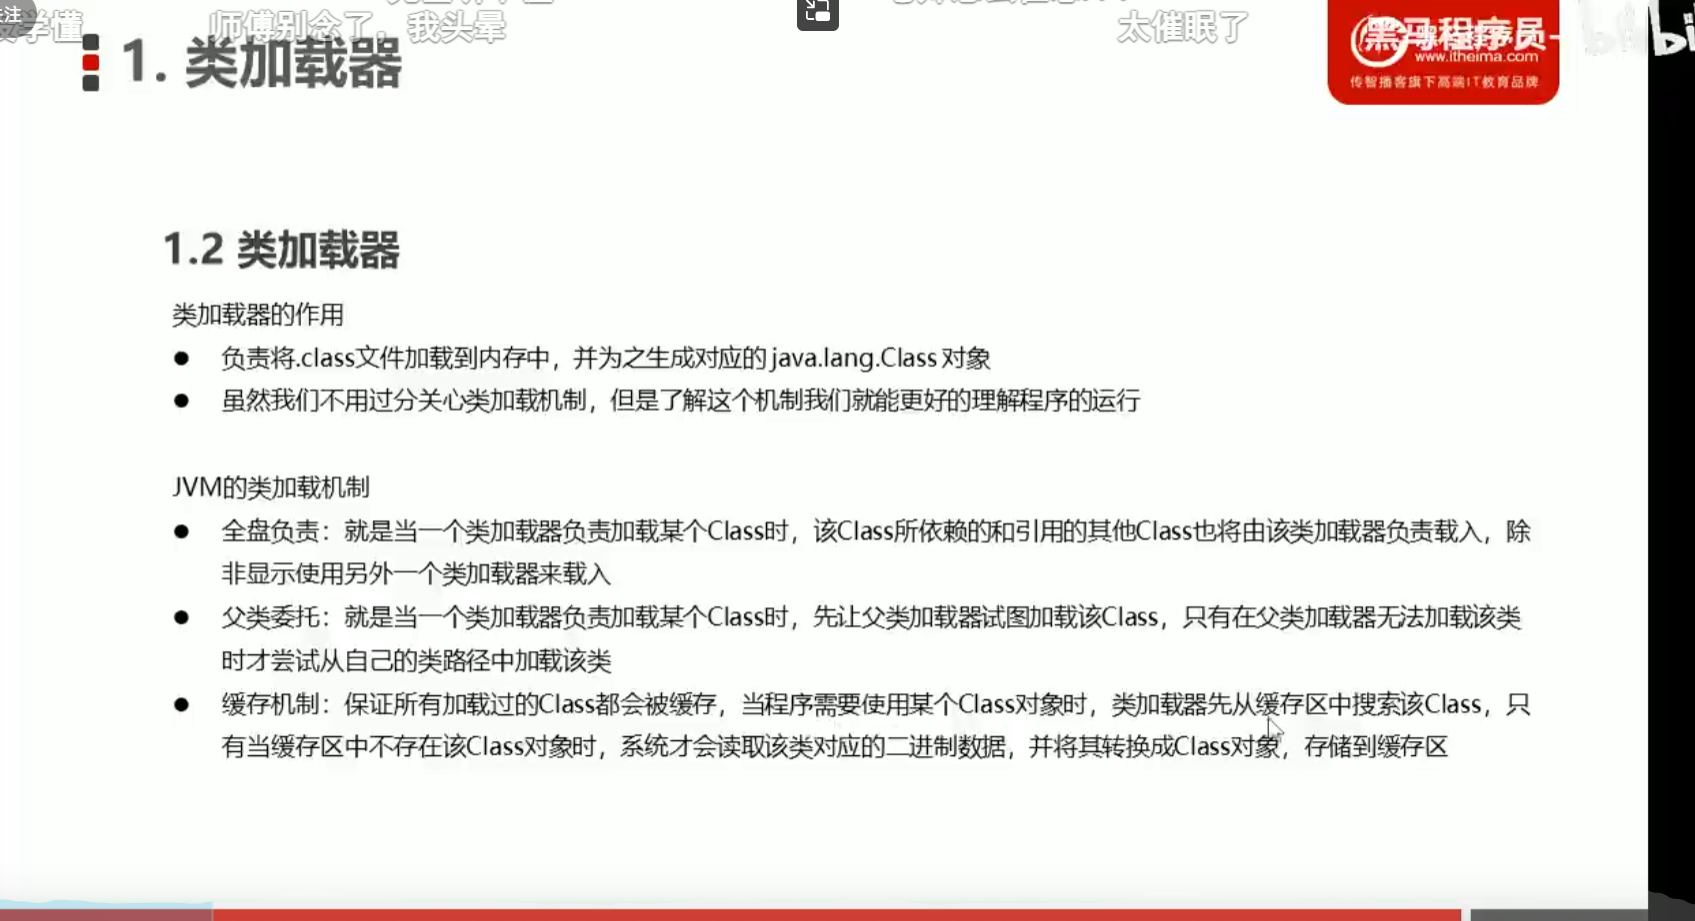 关注
学懂
师傅别念了，我头晕
太催眠了
1. 类加载器
黑马程序员-
www.itheima.com
传智播客旗下高端IT教育品牌
1.2 类加载器
类加载器的作用
● 负责将.class文件加载到内存中，并为之生成对应的 java.lang.Class 对象
● 虽然我们不用过分关心类加载机制，但是了解这个机制我们就能更好的理解程序的运行
JVM的类加载机制
● 全盘负责：就是当一个类加载器负责加载某个Class时，该Class所依赖的和引用的其他Class也将由该类加载器负责载入，除
非显示使用另外一个类加载器来载入
● 父类委托：就是当一个类加载器负责加载某个Class时，先让父类加载器试图加载该Class，只有在父类加载器无法加载该类
时才尝试从自己的类路径中加载该类
● 缓存机制：保证所有加载过的Class都会被缓存，当程序需要使用某个Class对象时，类加载器先从缓存区中搜索该Class，只
有当缓存区中不存在该Class对象时，系统才会读取该类对应的二进制数据，并将其转换成Class对象，存储到缓存区